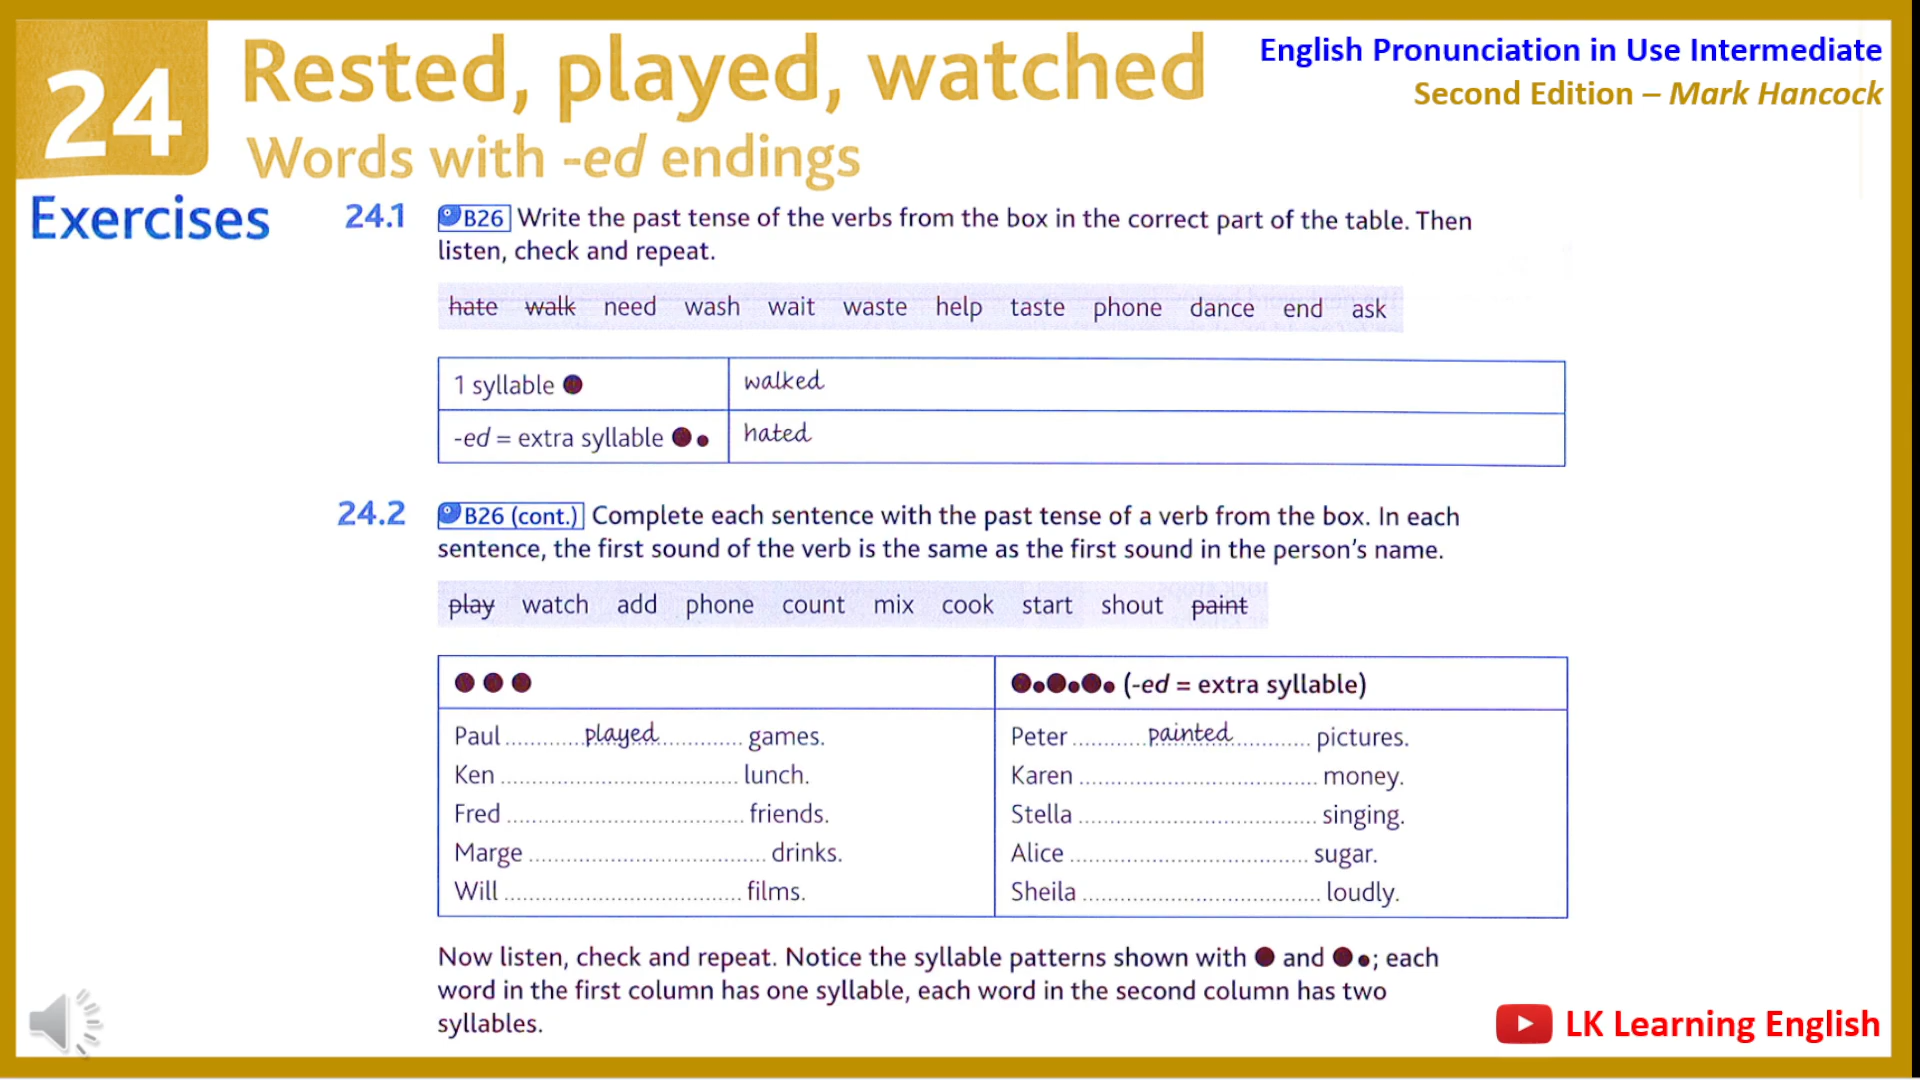 24
Rested, played, watched
Words with -ed endings
English Pronunciation in Use Intermediate
Second Edition – Mark Hancock
Exercises
24.1 B26 Write the past tense of the verbs from the box in the correct part of the table. Then
listen, check and repeat.
hate walk need wash wait waste help taste phone dance end ask
1 syllable ● walked
-ed = extra syllable ●• hated
24.2 B26 (cont.) Complete each sentence with the past tense of a verb from the box. In each
sentence, the first sound of the verb is the same as the first sound in the person's name.
play watch add phone count mix cook start shout paint
●●● ●•●•●• (-ed = extra syllable)
Paul ............played............ games. Peter ............painted............ pictures.
Ken .................................... lunch. Karen .................................... money.
Fred .................................... friends. Stella .................................... singing.
Marge .................................... drinks. Alice .................................... sugar.
Will .................................... films. Sheila .................................... loudly.
Now listen, check and repeat. Notice the syllable patterns shown with ● and ●•; each
word in the first column has one syllable, each word in the second column has two
syllables.
LK Learning English